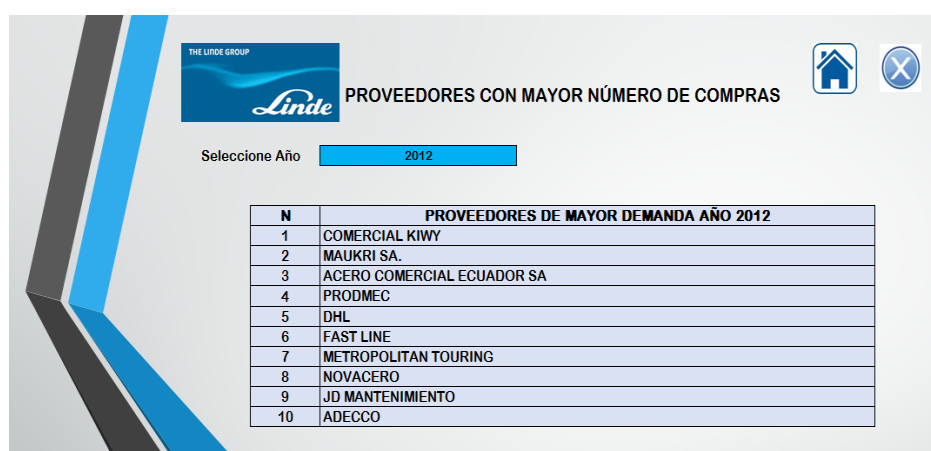 THE LINDE GROUP
Linde
PROVEEDORES CON MAYOR NÚMERO DE COMPRAS
X
Seleccione Año 2012
N PROVEEDORES DE MAYOR DEMANDA AÑO 2012
1 COMERCIAL KIWY
2 MAUKRI SA.
3 ACERO COMERCIAL ECUADOR SA
4 PRODMEC
5 DHL
6 FAST LINE
7 METROPOLITAN TOURING
8 NOVACERO
9 JD MANTENIMIENTO
10 ADECCO